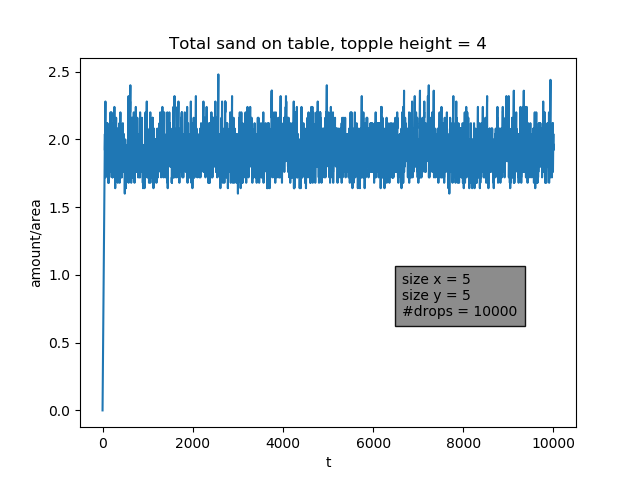 Total sand on table, topple height = 4
2.5
2.0
1.5
1.0
0.5
0.0
amount/area
size x = 5
size y = 5
#drops = 10000
0 2000 4000 6000 8000 10000
t